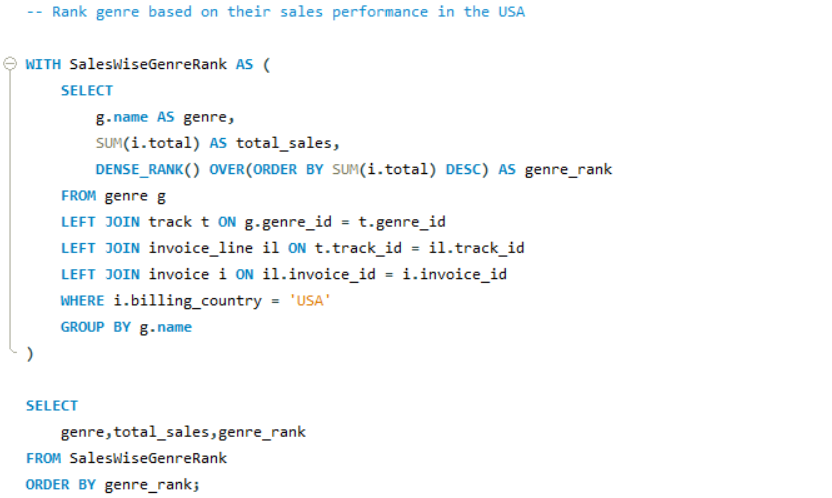 -- Rank genre based on their sales performance in the USA
WITH SalesWiseGenreRank AS (
SELECT
g.name AS genre,
SUM(i.total) AS total_sales,
DENSE_RANK() OVER(ORDER BY SUM(i.total) DESC) AS genre_rank
FROM genre g
LEFT JOIN track t ON g.genre_id = t.genre_id
LEFT JOIN invoice_line il ON t.track_id = il.track_id
LEFT JOIN invoice i ON il.invoice_id = i.invoice_id
WHERE i.billing_country = 'USA'
GROUP BY g.name
)
SELECT
genre,total_sales,genre_rank
FROM SalesWiseGenreRank
ORDER BY genre_rank;